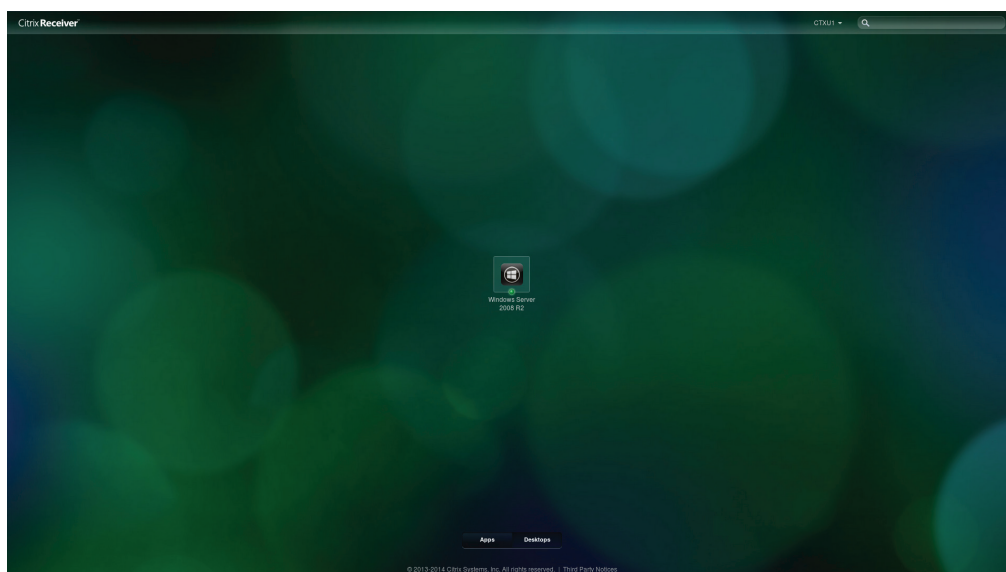 Citrix Receiver™
CTXU1
Windows Server
2008 R2
Apps Desktops
© 2013-2014 Citrix Systems, Inc. All rights reserved. | Third Party Notices